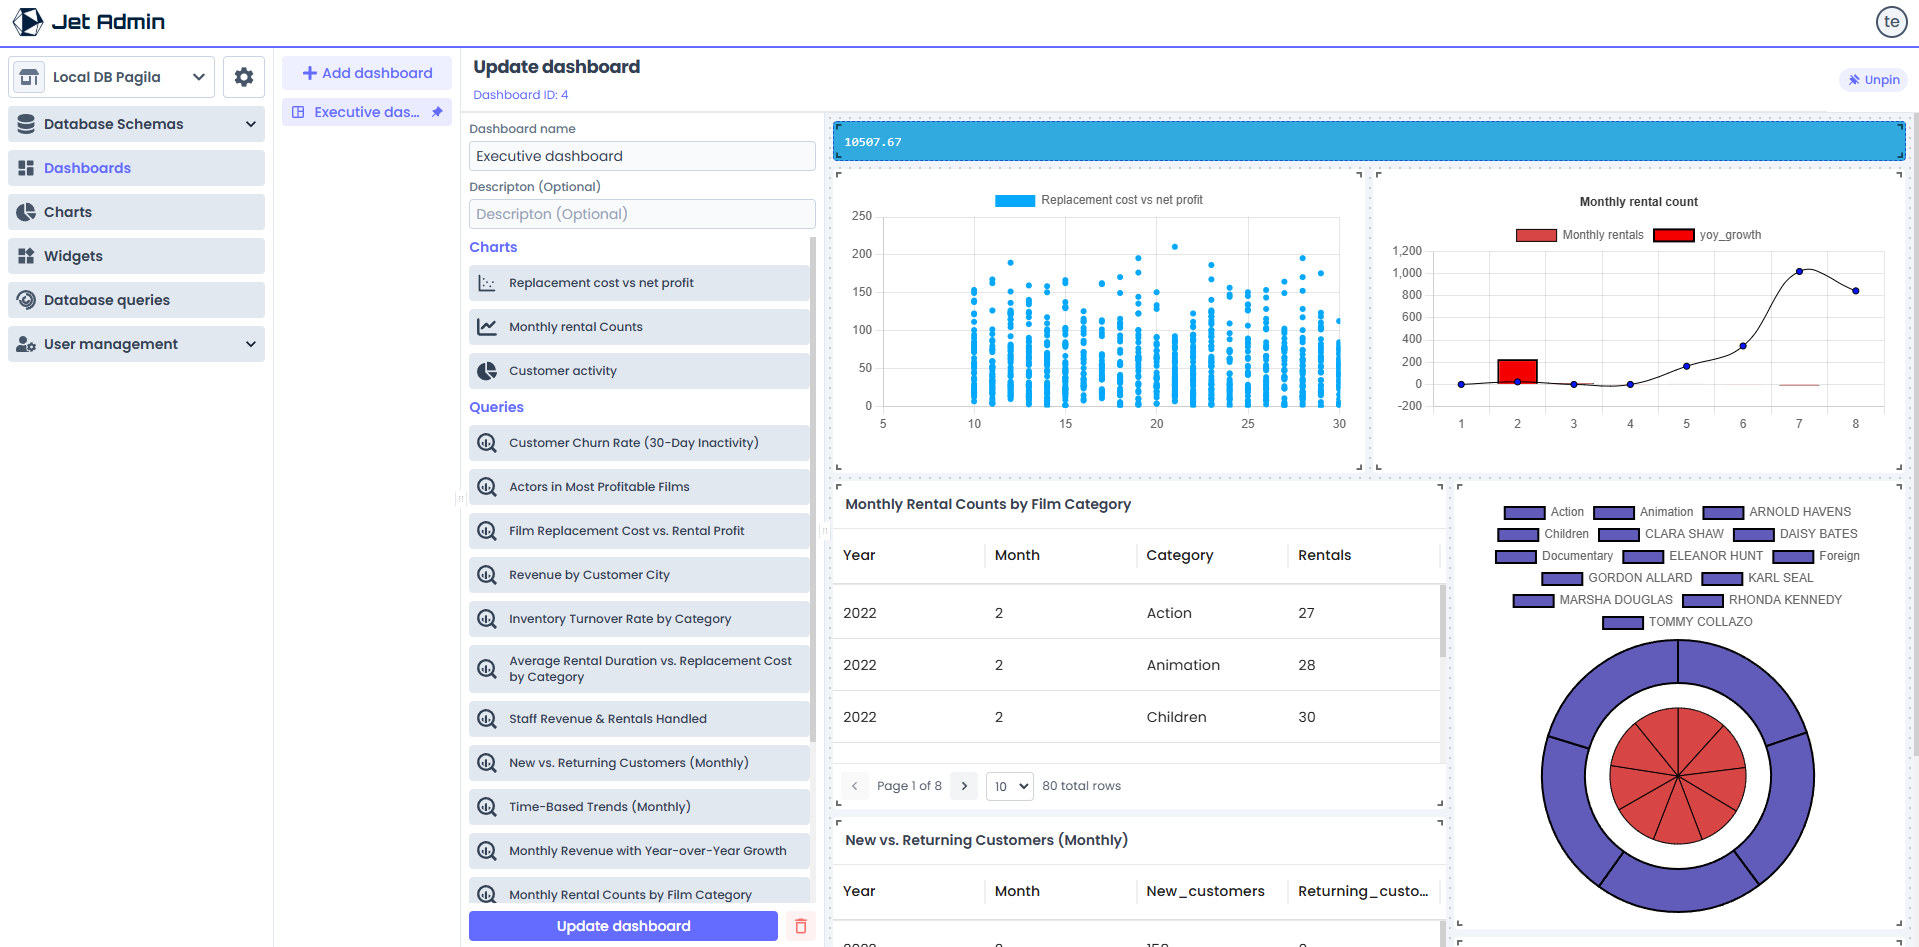 Jet Admin
te
Local DB Pagila
Database Schemas
Dashboards
Charts
Widgets
Database queries
User management
Add dashboard
Executive das...
Update dashboard
Dashboard ID: 4
Unpin
Dashboard name
Executive dashboard
Descripton (Optional)
Descripton (Optional)
Charts
Replacement cost vs net profit
Monthly rental Counts
Customer activity
Queries
Customer Churn Rate (30-Day Inactivity)
Actors in Most Profitable Films
Film Replacement Cost vs. Rental Profit
Revenue by Customer City
Inventory Turnover Rate by Category
Average Rental Duration vs. Replacement Cost
by Category
Staff Revenue & Rentals Handled
New vs. Returning Customers (Monthly)
Time-Based Trends (Monthly)
Monthly Revenue with Year-over-Year Growth
Monthly Rental Counts by Film Category
Update dashboard
10507.67
Replacement cost vs net profit
250
200
150
100
50
0
5 10 15 20 25 30
Monthly rental count
Monthly rentals yoy_growth
1,200
1,000
800
600
400
200
0
-200
1 2 3 4 5 6 7 8
Monthly Rental Counts by Film Category
Year Month Category Rentals
2022 2 Action 27
2022 2 Animation 28
2022 2 Children 30
Page 1 of 8 10 80 total rows
Action Animation ARNOLD HAVENS
Children CLARA SHAW DAISY BATES
Documentary ELEANOR HUNT Foreign
GORDON ALLARD KARL SEAL
MARSHA DOUGLAS RHONDA KENNEDY
TOMMY COLLAZO
New vs. Returning Customers (Monthly)
Year Month New_customers Returning_custo...